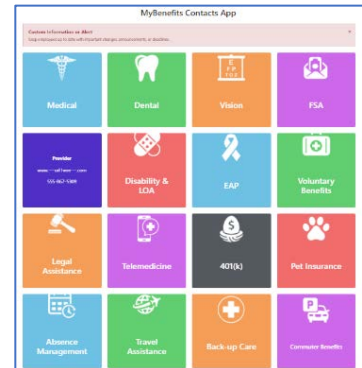 MyBenefits Contacts App
Custom Information or Alert
Keep employees up to date with important changes, announcements, or deadlines.
Medical
Dental
Vision
FSA
Provider
555-867-5309
Disability &
LOA
EAP
Voluntary
Benefits
Legal
Assistance
Telemedicine
401(k)
Pet Insurance
Absence
Management
Travel
Assistance
Back-up Care
Commuter Benefits